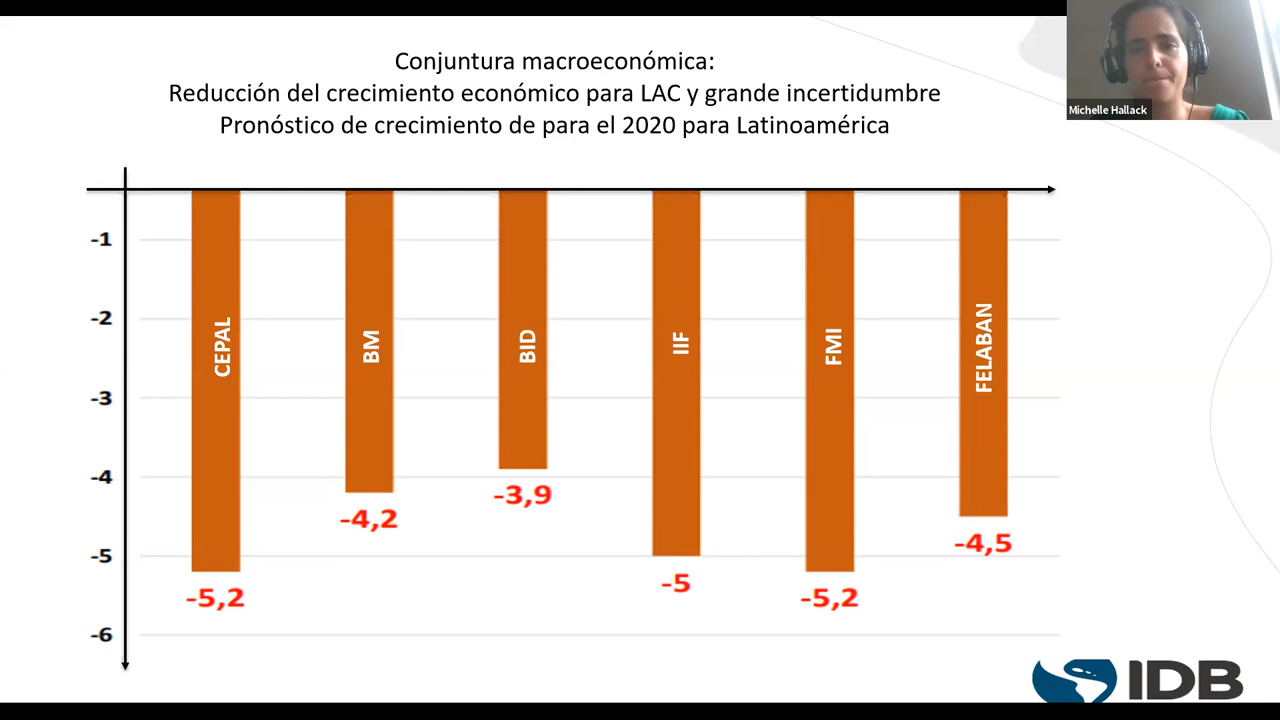 Conjuntura macroeconómica:
Reducción del crecimiento económico para LAC y grande incertidumbre
Pronóstico de crecimiento de para el 2020 para Latinoamérica
Michelle Hallack
-1
-2
-3
-4
-5
-6
CEPAL
BM
BID
IIF
FMI
FELABAN
-5,2
-4,2
-3,9
-5
-5,2
-4,5
IDB